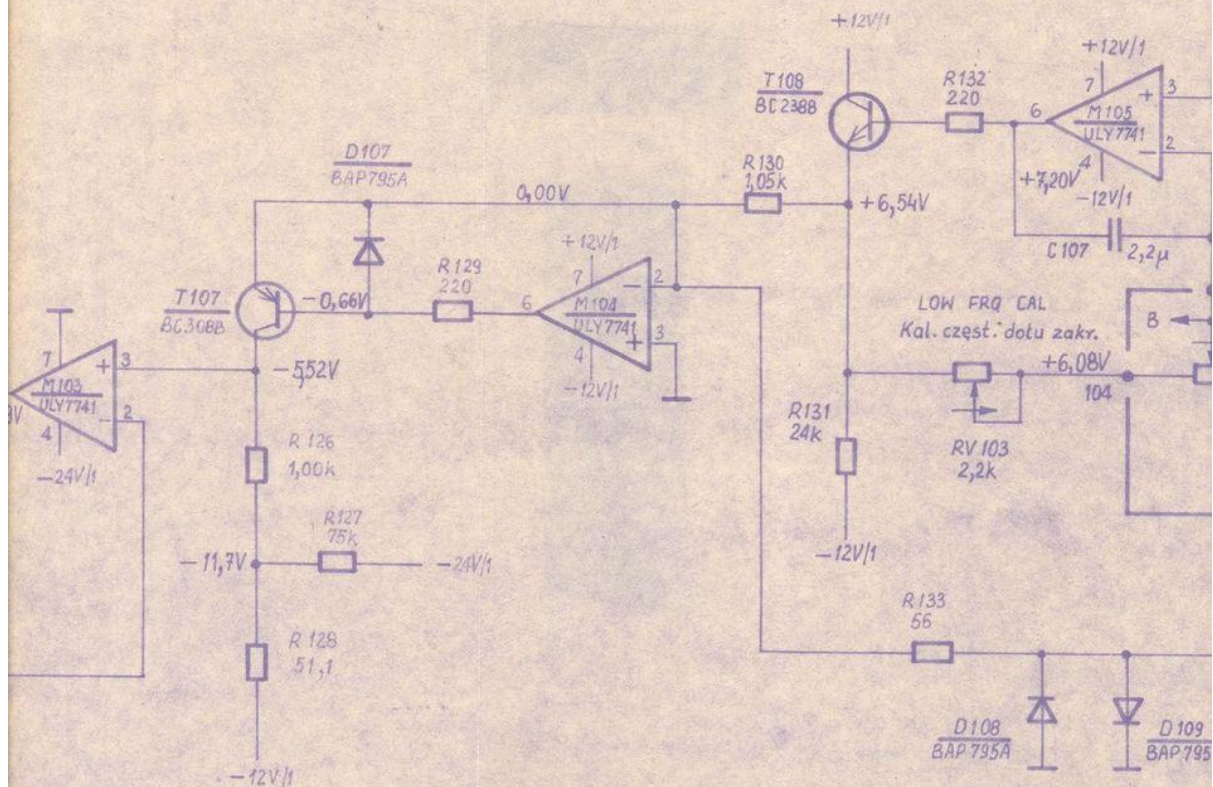 +12V/1
T108
BC238B
R132
220
+12V/1
7
+
3
6
M105
ULY7741
−
2
4
+7,20V
−12V/1
C107
2,2µ
D107
BAP795A
0,00V
R130
1,05k
+6,54V
+12V/1
R129
220
7
6
M104
ULY7741
−
2
+
3
4
−12V/1
T107
BC308B
−0,66V
LOW FRQ CAL
Kal. częst. dołu zakr.
B
+6,08V
104
RV103
2,2k
R131
24k
−12V/1
7
+
3
M103
ULY7741
−
2
4
−24V/1
−5,52V
R126
1,00k
R127
75k
−11,7V
−24V/1
R128
51,1
−12V/1
R133
56
D108
BAP795A
D109
BAP795